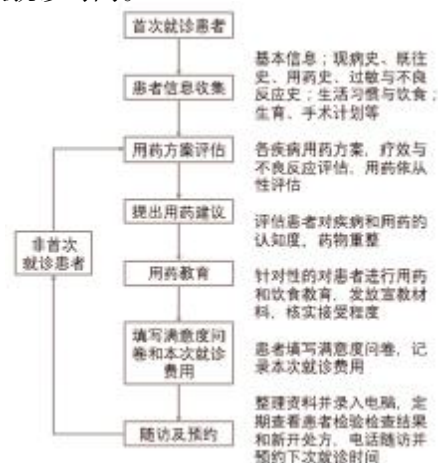 首次就诊患者
患者信息收集
基本信息；现病史、既往
史、用药史、过敏与不良
反应史；生活习惯与饮食；
生育、手术计划等
用药方案评估
各疾病用药方案，疗效与
不良反应评估，用药依从
性评估
提出用药建议
评估患者对疾病和用药的
认知度，药物重整
非首次
就诊患者
用药教育
针对性的对患者进行用药
和饮食教育，发放宣教材
料，核实接受程度
填写满意度问
卷和本次就诊
费用
患者填写满意度问卷，记
录本次就诊费用
随访及预约
整理资料并录入电脑，定
期查看患者检验检查结果
和新开处方，电话随访并
预约下次就诊时间